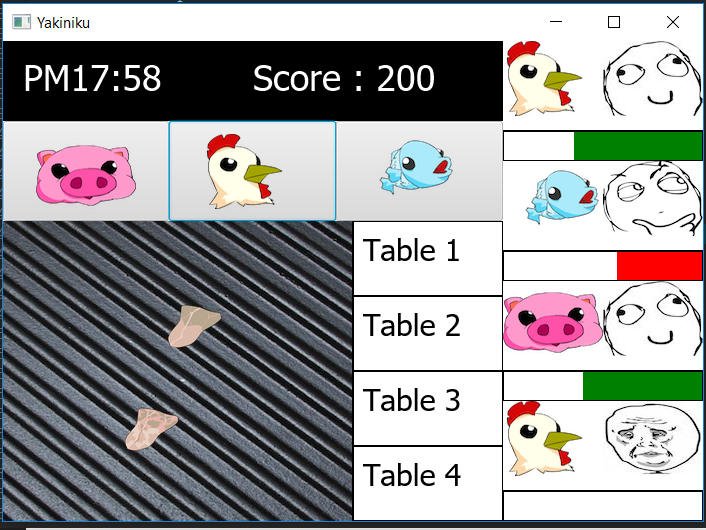 Yakiniku
PM17:58 Score : 200
Table 1
Table 2
Table 3
Table 4